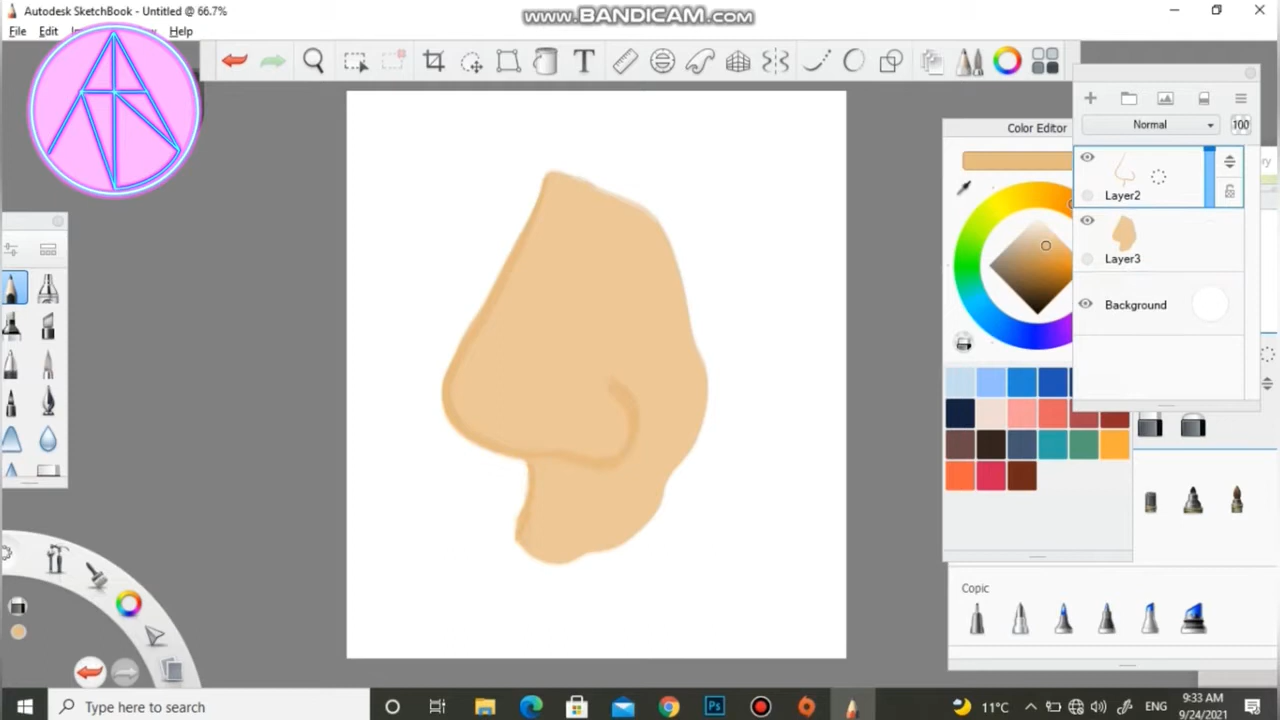 Autodesk SketchBook - Untitled @ 66.7%
www.BANDICAM.com
File Edit Help
T
Color Editor
Normal 100
Layer2
Layer3
Background
Copic
Type here to search
Ps
11°C
ENG
9:33 AM
9/24/2021